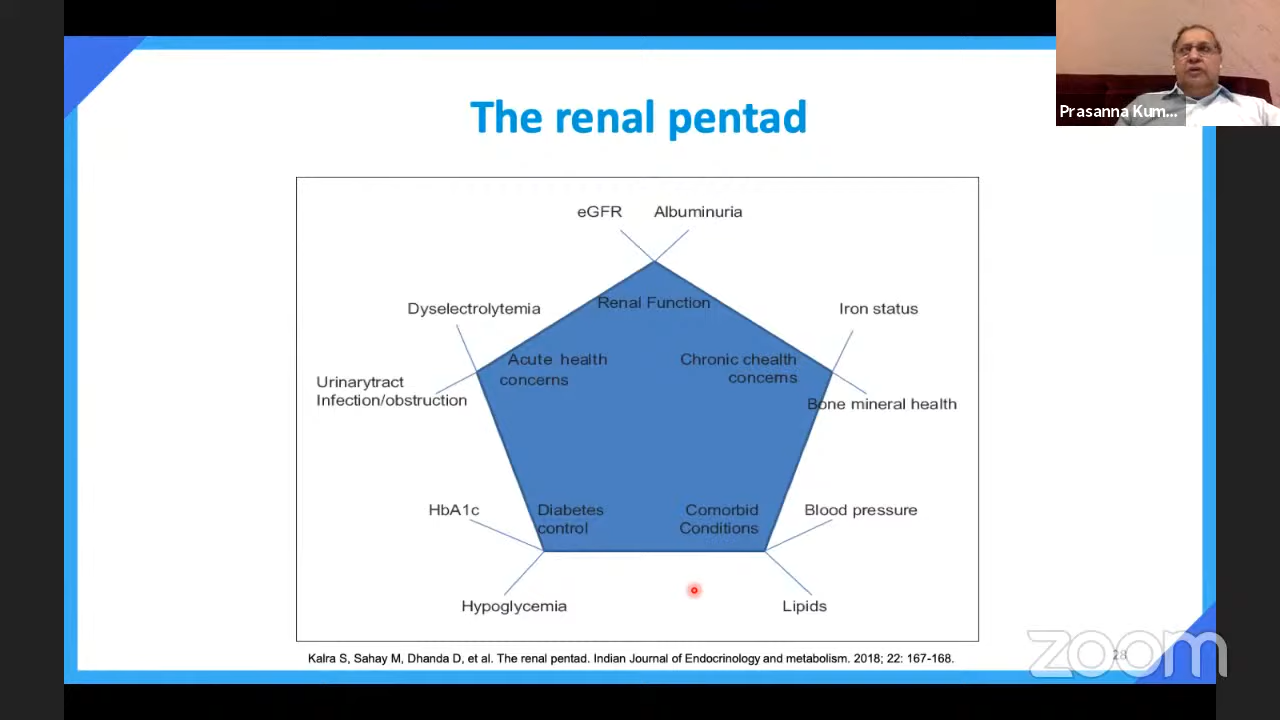 Prasanna Kum...
The renal pentad
eGFR Albuminuria
Renal Function
Dyselectrolytemia
Iron status
Acute health
concerns
Chronic chealth
concerns
Urinarytract
Infection/obstruction
Bone mineral health
HbA1c
Diabetes
control
Comorbid
Conditions
Blood pressure
Hypoglycemia
Lipids
Kalra S, Sahay M, Dhanda D, et al. The renal pentad. Indian Journal of Endocrinology and metabolism. 2018; 22: 167-168.
28
zoom